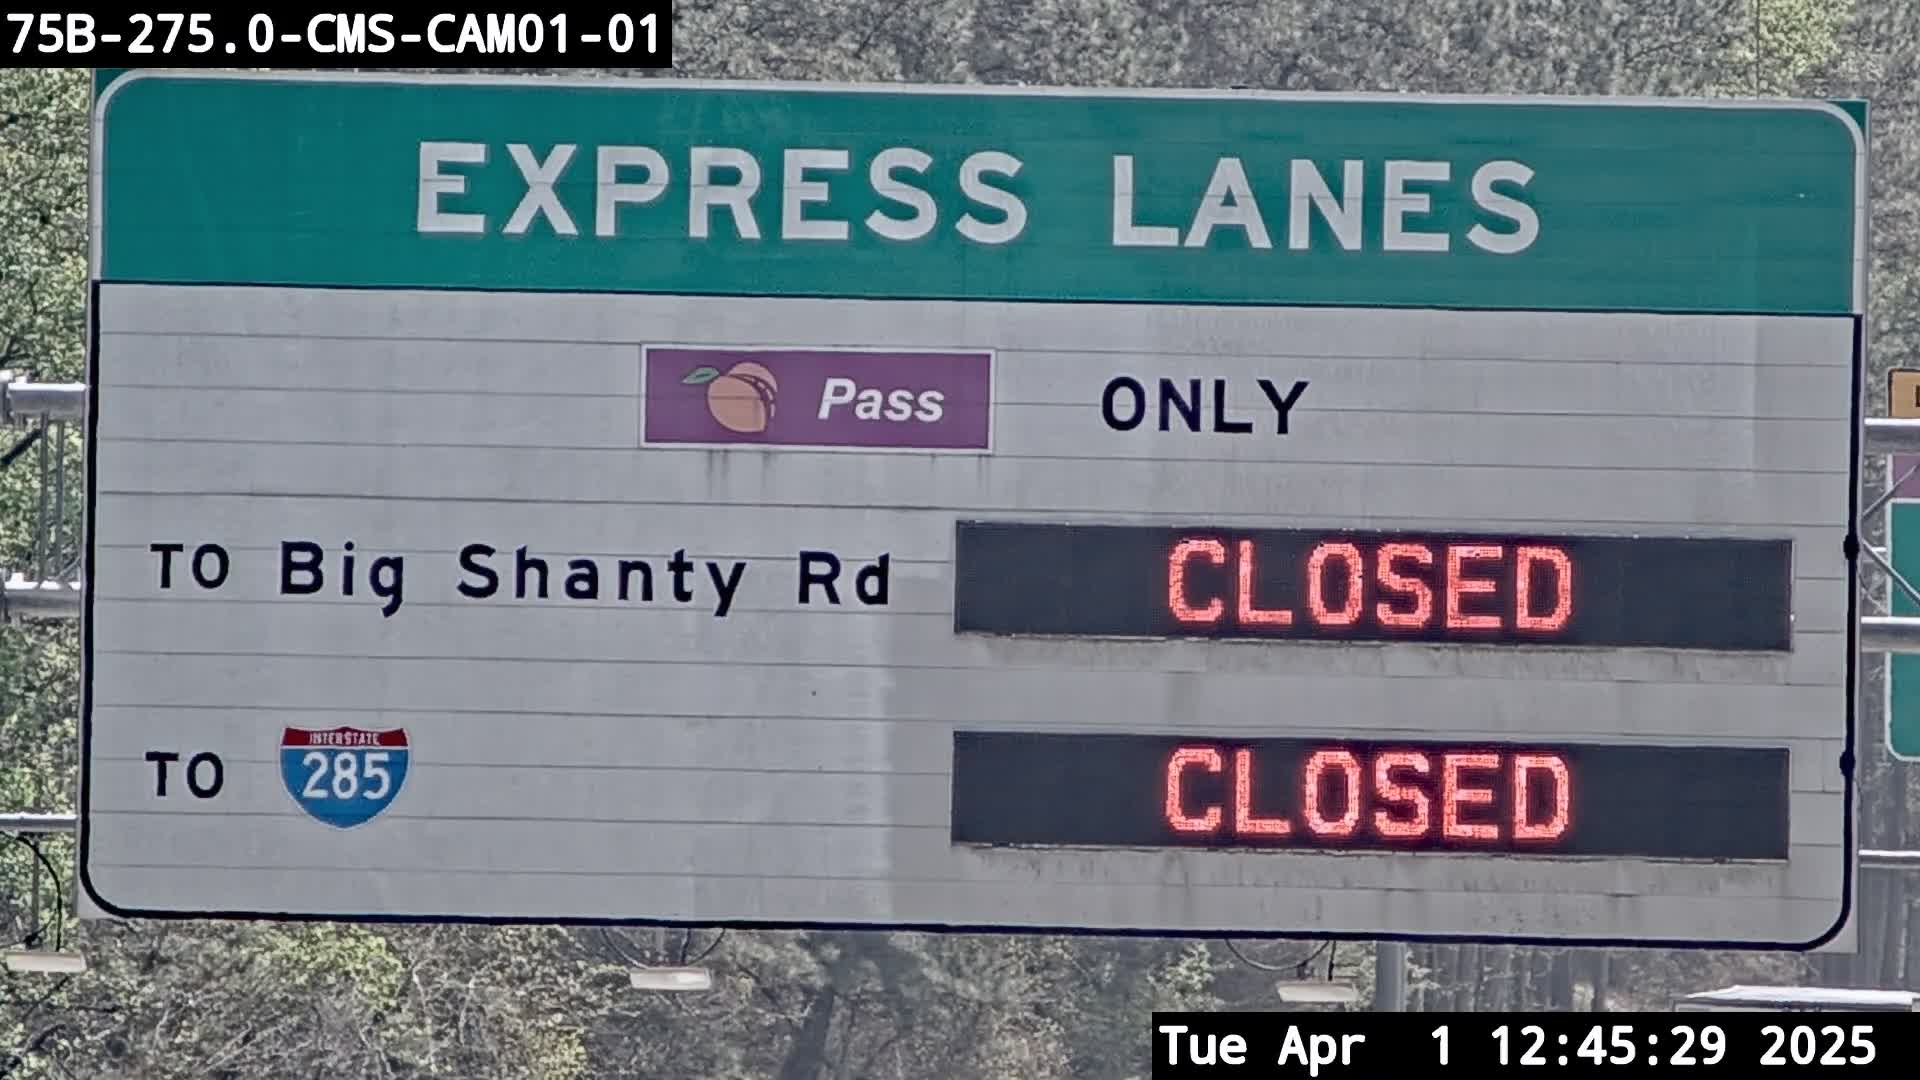 75B-275.0-CMS-CAM01-01
EXPRESS LANES
Pass ONLY
TO Big Shanty Rd CLOSED
TO INTERSTATE 285 CLOSED
Tue Apr 1 12:45:29 2025